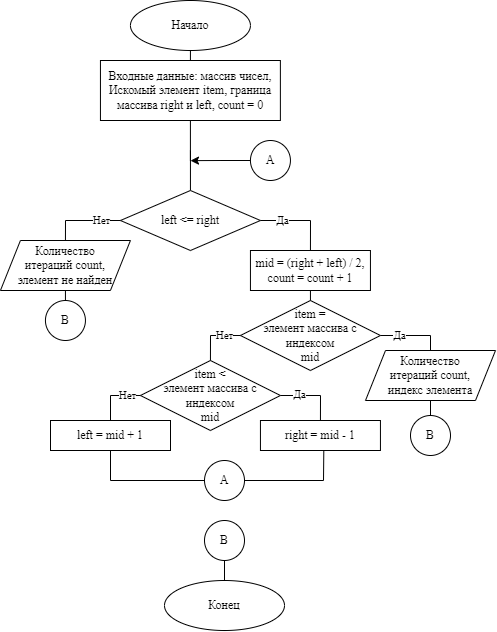 Начало
Входные данные: массив чисел,
Искомый элемент item, граница
массива right и left, count = 0
A
left <= right
Нет
Да
Количество
итераций count,
элемент не найден
B
mid = (right + left) / 2,
count = count + 1
item =
элемент массива с
индексом
mid
Нет
Да
Количество
итераций count,
индекс элемента
B
item <
элемент массива с
индексом
mid
Нет
Да
left = mid + 1
right = mid - 1
A
B
Конец